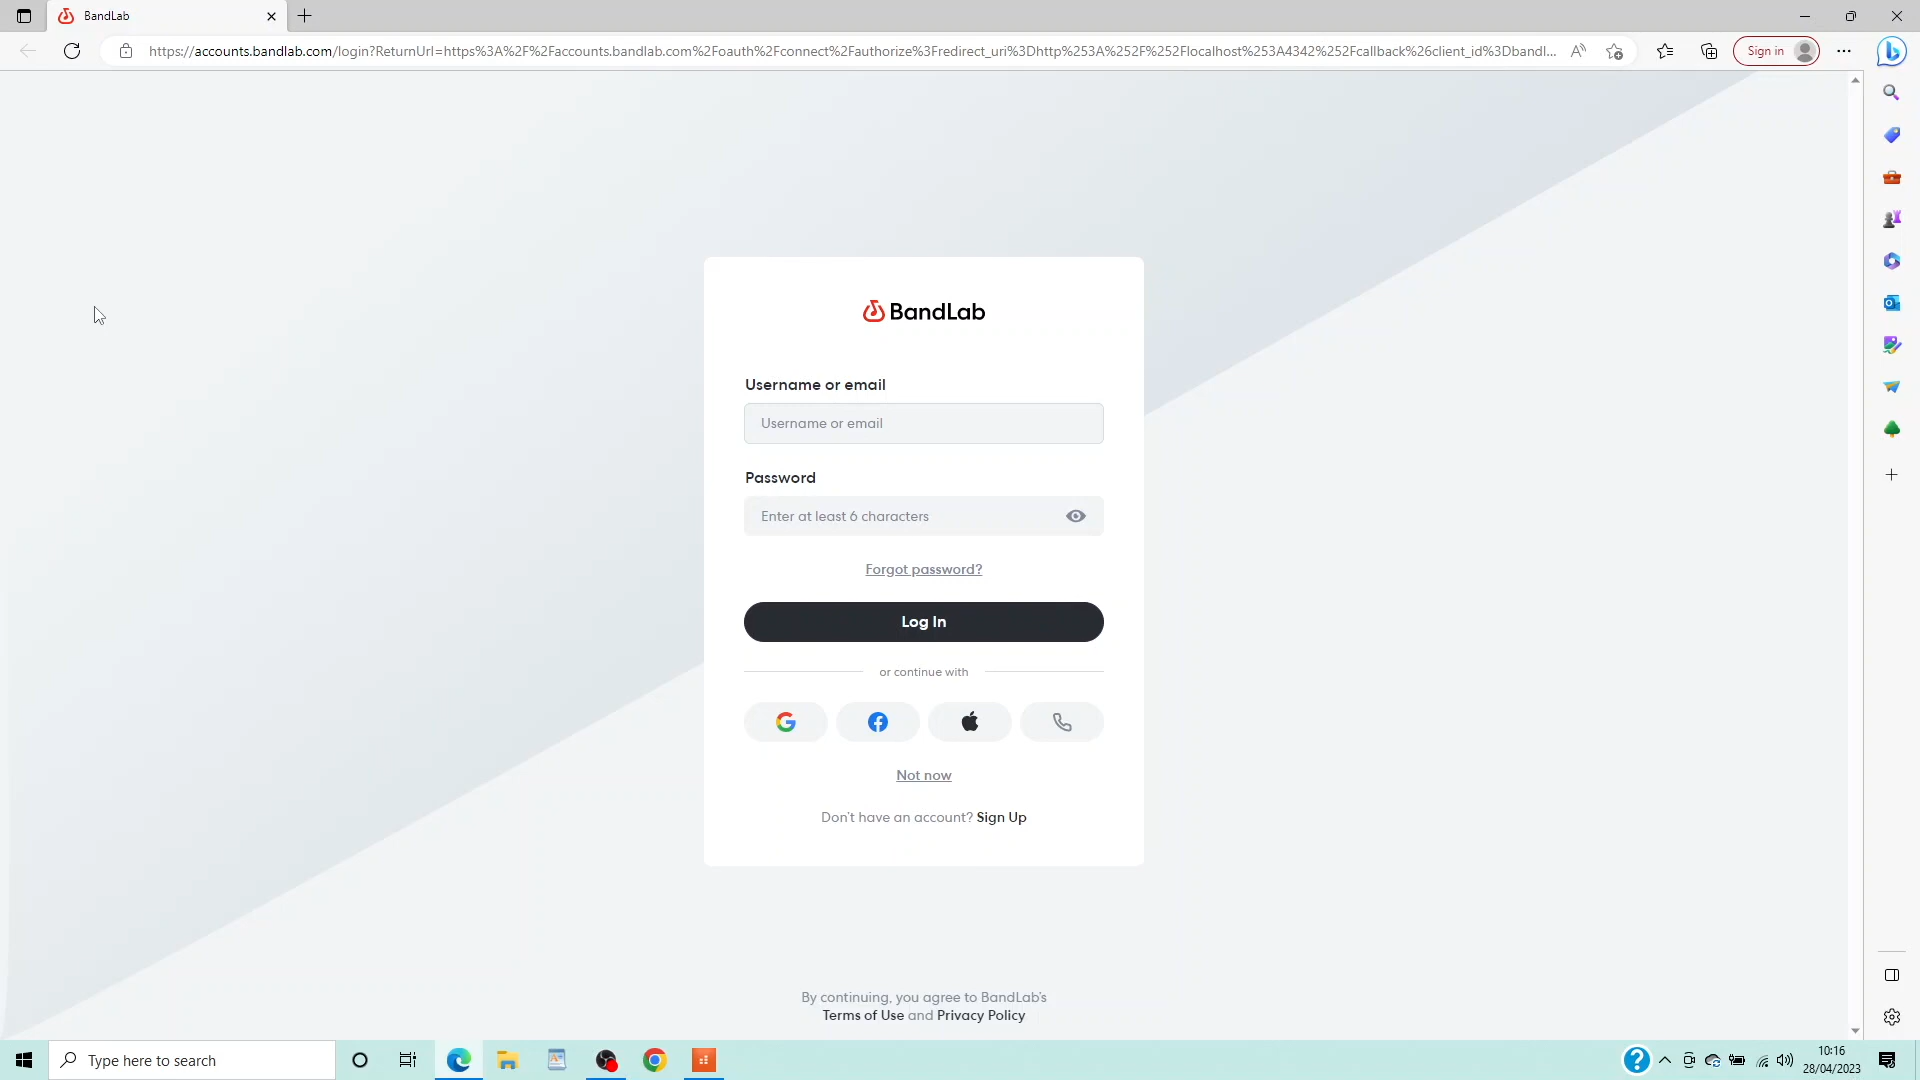 BandLab
https://accounts.bandlab.com/login?ReturnUrl=https%3A%2F%2Faccounts.bandlab.com%2Foauth%2Fconnect%2Fauthorize%3Fredirect_uri%3Dhttp%253A%252F%252Flocalhost%253A4342%252Fcallback%26client_id%3Dbandl...
Sign in
BandLab
Username or email
Username or email
Password
Enter at least 6 characters
Forgot password?
Log In
or continue with
Not now
Don't have an account? Sign Up
By continuing, you agree to BandLab's
Terms of Use and Privacy Policy
Type here to search
10:16
28/04/2023